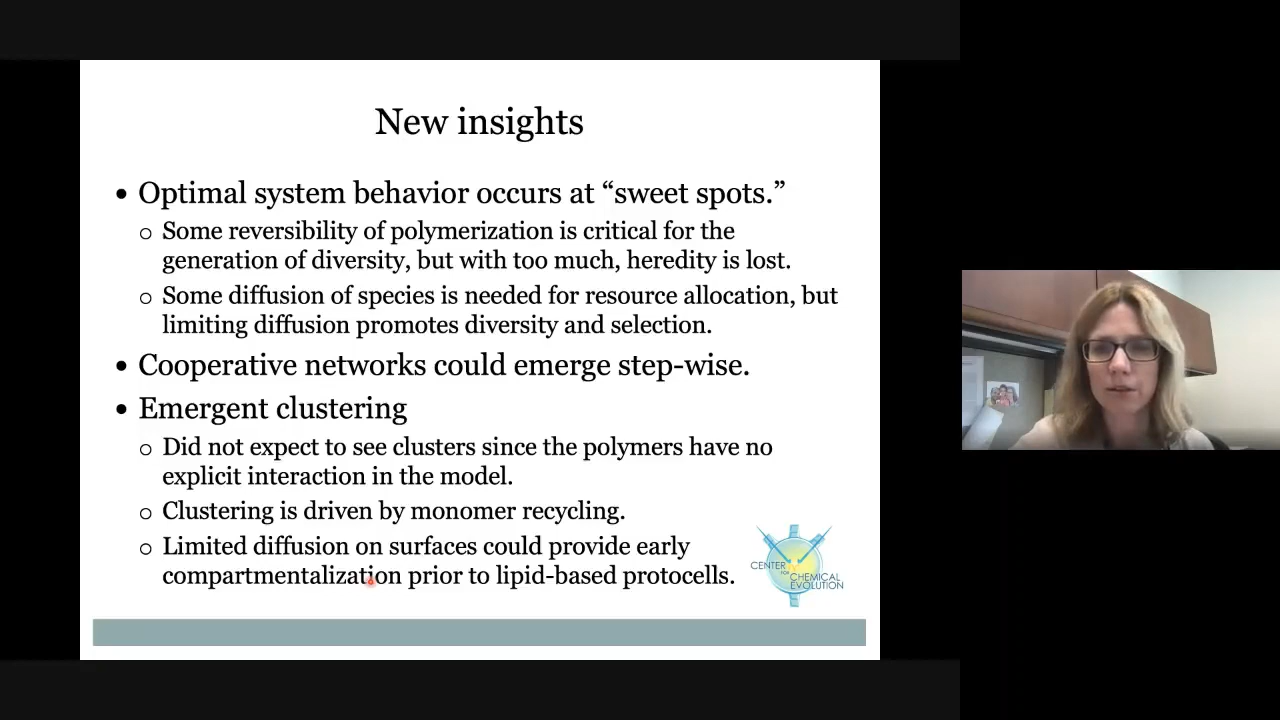 New insights
• Optimal system behavior occurs at “sweet spots.”
o Some reversibility of polymerization is critical for the
generation of diversity, but with too much, heredity is lost.
o Some diffusion of species is needed for resource allocation, but
limiting diffusion promotes diversity and selection.
• Cooperative networks could emerge step-wise.
• Emergent clustering
o Did not expect to see clusters since the polymers have no
explicit interaction in the model.
o Clustering is driven by monomer recycling.
o Limited diffusion on surfaces could provide early
compartmentalization prior to lipid-based protocells.
CENTER
FOR CHEMICAL
EVOLUTION